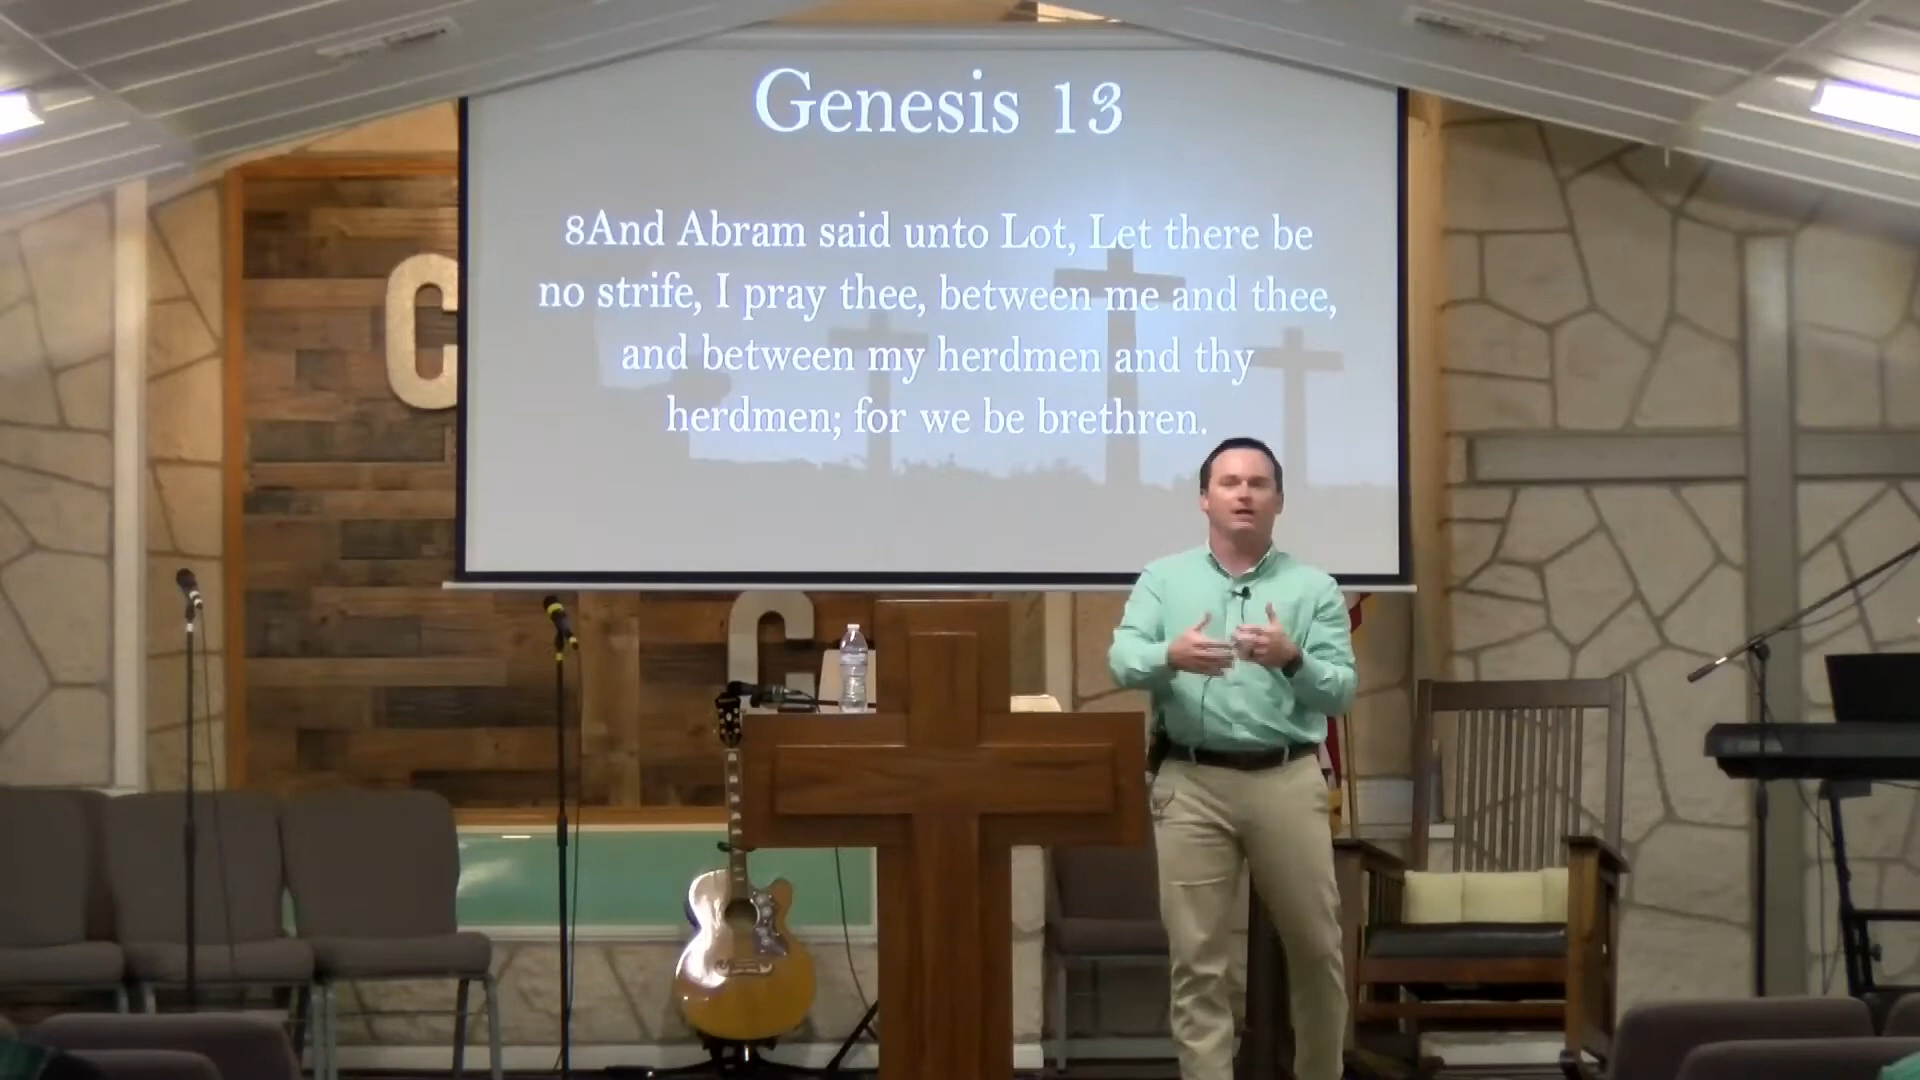 Genesis 13
8And Abram said unto Lot, Let there be
no strife, I pray thee, between me and thee,
and between my herdmen and thy
herdmen; for we be brethren.
C
C